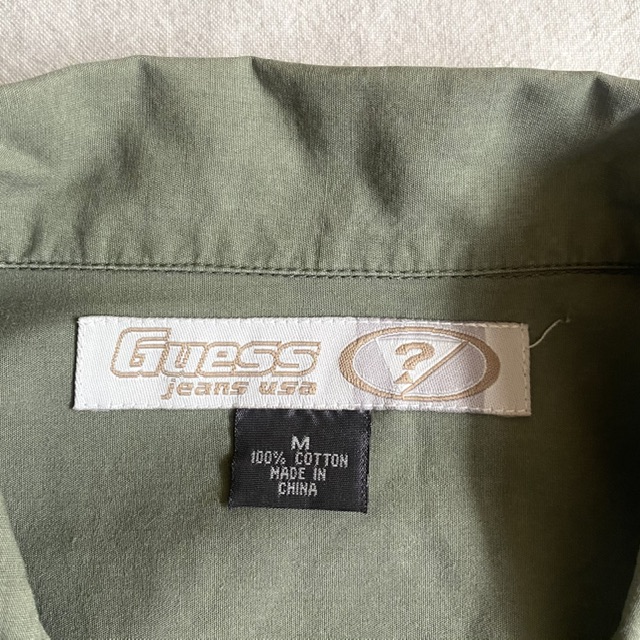 Guess
jeans usa
?
M
100% COTTON
MADE IN
CHINA